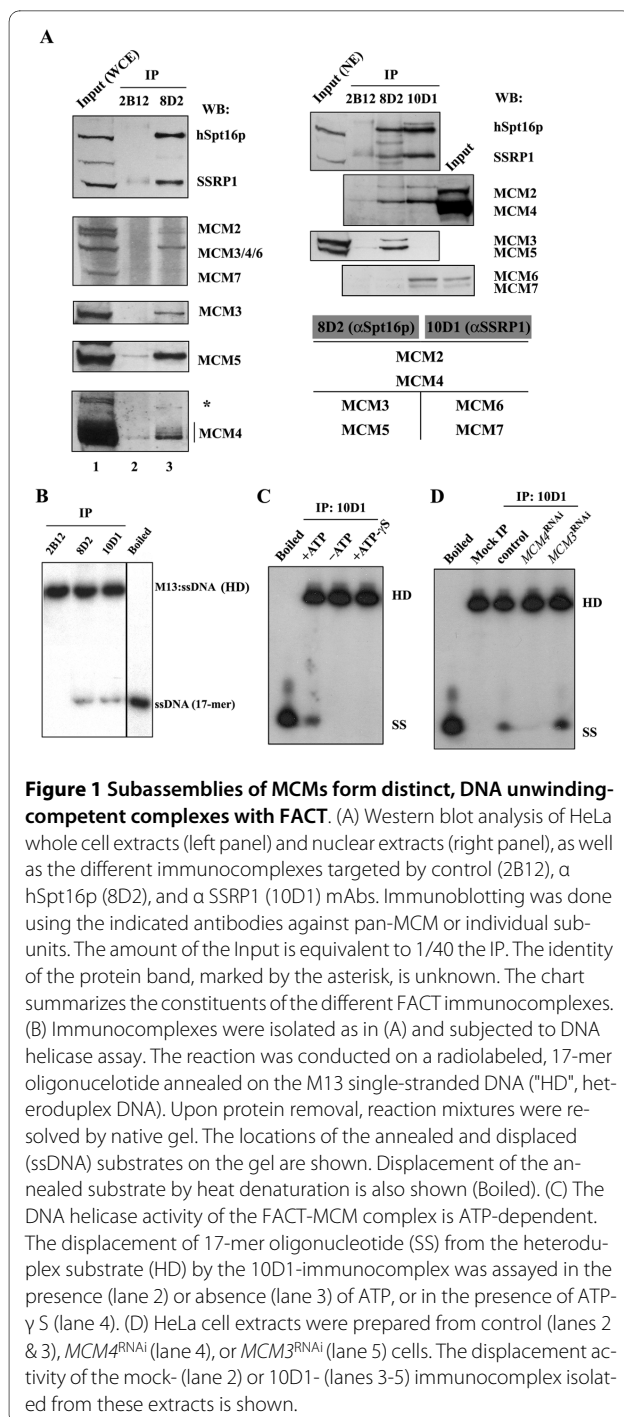 A
Input (WCE)
IP
2B12 8D2
WB:
hSpt16p
SSRP1
MCM2
MCM3/4/6
MCM7
MCM3
MCM5
*
MCM4
1 2 3
Input (NE)
IP
2B12 8D2 10D1
WB:
hSpt16p
SSRP1
Input
MCM2
MCM4
MCM3
MCM5
MCM6
MCM7
8D2 (αSpt16p) 10D1 (αSSRP1)
MCM2
MCM4
MCM3 MCM6
MCM5 MCM7
B
IP
2B12 8D2 10D1 Boiled
M13:ssDNA (HD)
ssDNA (17-mer)
C
IP: 10D1
Boiled +ATP –ATP +ATP-γS
HD
SS
D
IP: 10D1
Boiled Mock IP control MCM4RNAi MCM3RNAi
HD
SS
Figure 1 Subassemblies of MCMs form distinct, DNA unwinding-
competent complexes with FACT. (A) Western blot analysis of HeLa
whole cell extracts (left panel) and nuclear extracts (right panel), as well
as the different immunocomplexes targeted by control (2B12), α
hSpt16p (8D2), and α SSRP1 (10D1) mAbs. Immunoblotting was done
using the indicated antibodies against pan-MCM or individual sub-
units. The amount of the Input is equivalent to 1/40 the IP. The identity
of the protein band, marked by the asterisk, is unknown. The chart
summarizes the constituents of the different FACT immunocomplexes.
(B) Immunocomplexes were isolated as in (A) and subjected to DNA
helicase assay. The reaction was conducted on a radiolabeled, 17-mer
oligonucelotide annealed on the M13 single-stranded DNA ("HD", het-
eroduplex DNA). Upon protein removal, reaction mixtures were re-
solved by native gel. The locations of the annealed and displaced
(ssDNA) substrates on the gel are shown. Displacement of the an-
nealed substrate by heat denaturation is also shown (Boiled). (C) The
DNA helicase activity of the FACT-MCM complex is ATP-dependent.
The displacement of 17-mer oligonucleotide (SS) from the heterodu-
plex substrate (HD) by the 10D1-immunocomplex was assayed in the
presence (lane 2) or absence (lane 3) of ATP, or in the presence of ATP-
γ S (lane 4). (D) HeLa cell extracts were prepared from control (lanes 2
& 3), MCM4RNAi (lane 4), or MCM3RNAi (lane 5) cells. The displacement ac-
tivity of the mock- (lane 2) or 10D1- (lanes 3-5) immunocomplex isolat-
ed from these extracts is shown.